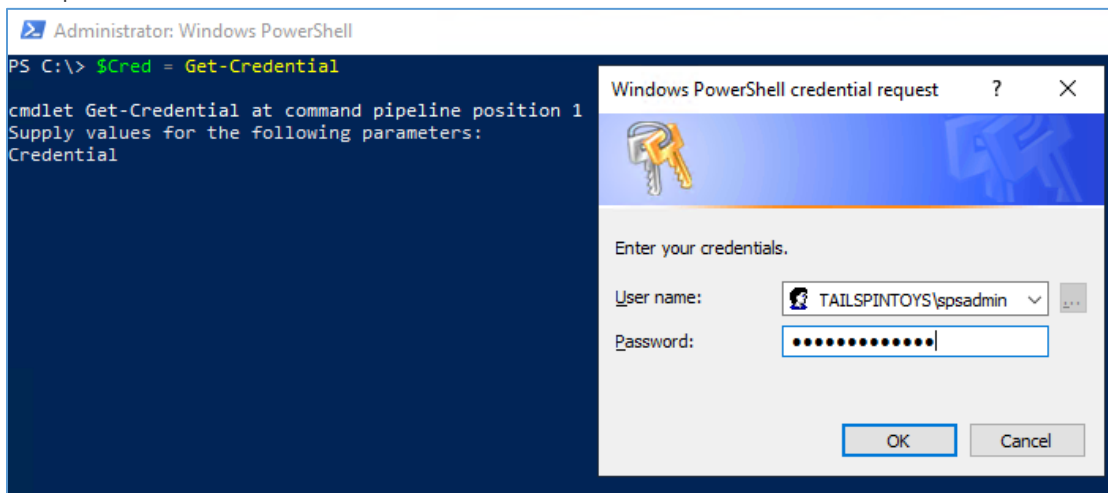 Administrator: Windows PowerShell
PS C:\> $Cred = Get-Credential
cmdlet Get-Credential at command pipeline position 1
Supply values for the following parameters:
Credential
Windows PowerShell credential request
?
Enter your credentials.
User name:
TAILSPINTOYS\spsadmin
...
Password:
•••••••••••••
OK
Cancel